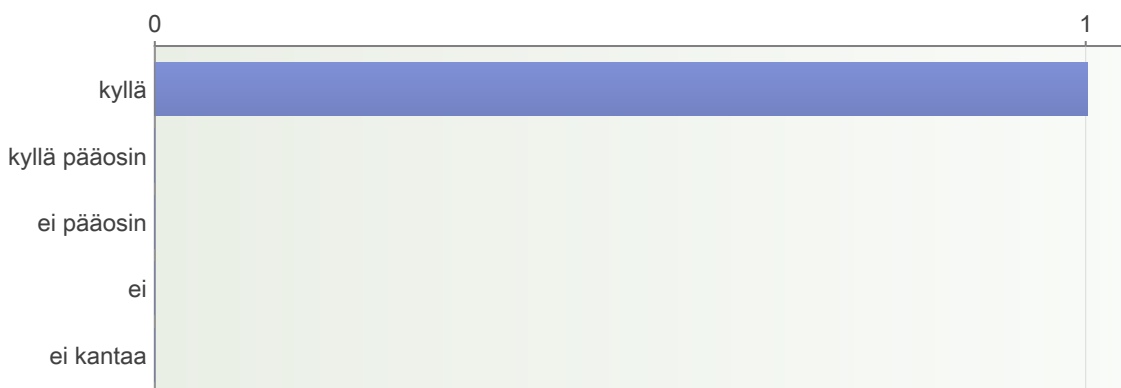 0 1
kyllä
kyllä pääosin
ei pääosin
ei
ei kantaa